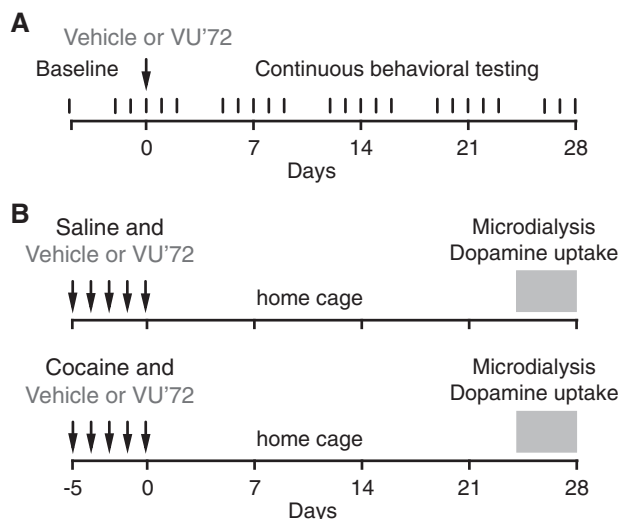 A
Vehicle or VU'72
Baseline Continuous behavioral testing
0 7 14 21 28
Days
B
Saline and
Vehicle or VU'72
Microdialysis
Dopamine uptake
home cage
Cocaine and
Vehicle or VU'72
Microdialysis
Dopamine uptake
home cage
-5 0 7 14 21 28
Days